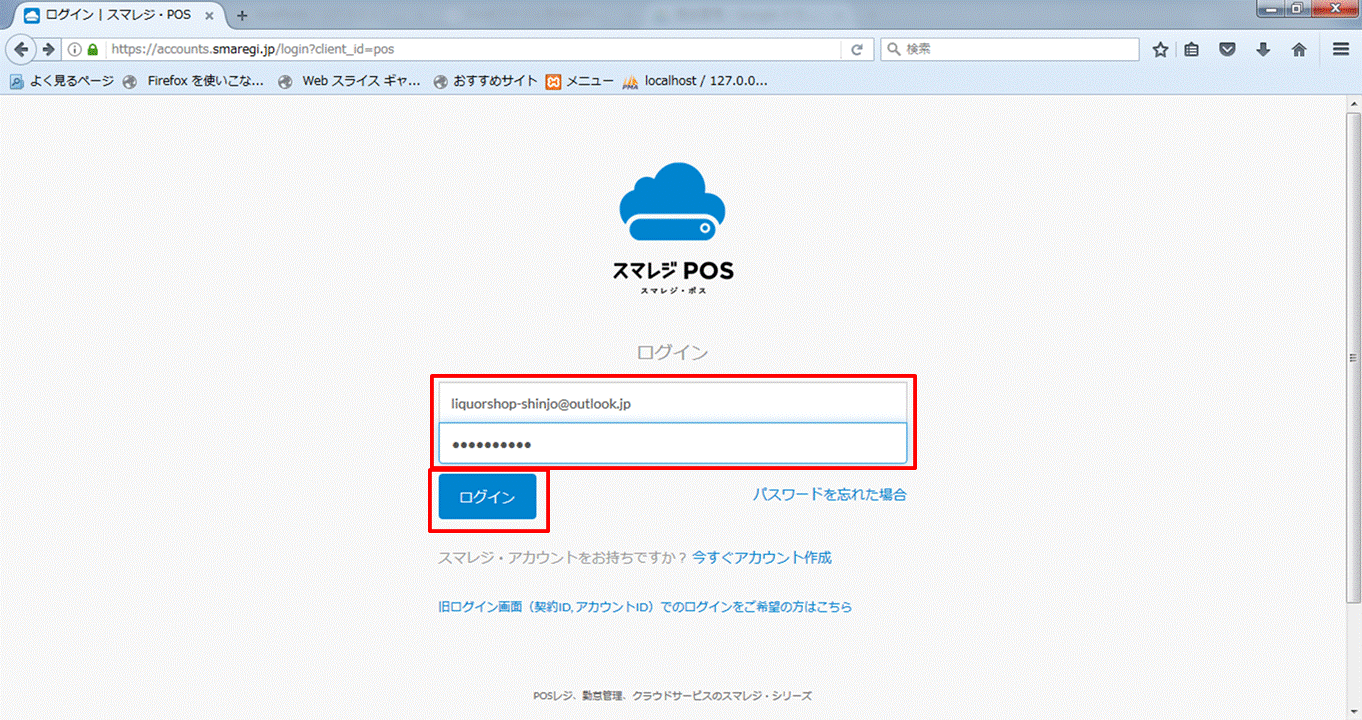 ログイン | スマレジ・POS
https://accounts.smaregi.jp/login?client_id=pos
検索
よく見るページ Firefox を使いこな... Web スライス ギャ... おすすめサイト メニュー localhost / 127.0.0...
スマレジ POS
スマレジ・ポス
ログイン
liquorshop-shinjo@outlook.jp
••••••••••
ログイン
パスワードを忘れた場合
スマレジ・アカウントをお持ちですか？今すぐアカウント作成
旧ログイン画面（契約ID, アカウントID）でのログインをご希望の方はこちら
POSレジ、勤怠管理、クラウドサービスのスマレジ・シリーズ